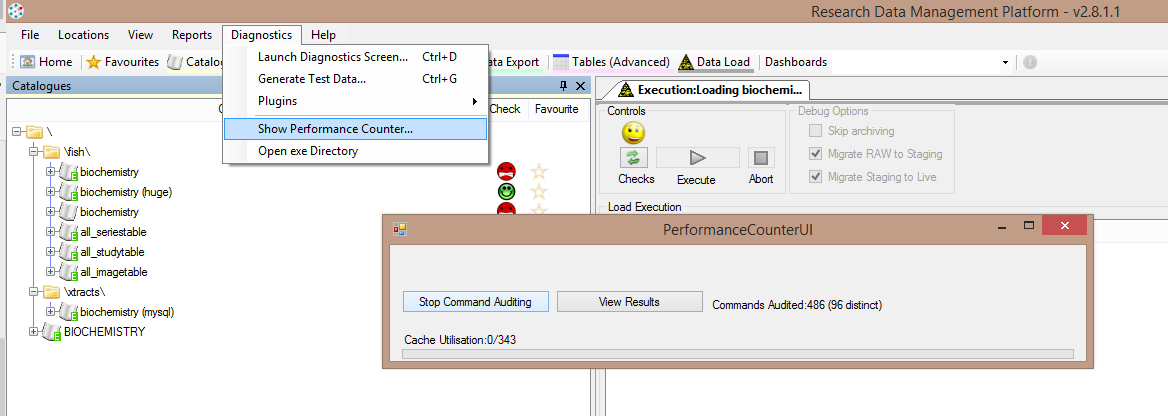 Research Data Management Platform - v2.8.1.1
File Locations View Reports Diagnostics Help
Home Favourites Catalog
Launch Diagnostics Screen... Ctrl+D
Generate Test Data... Ctrl+G
Plugins
Show Performance Counter...
Open exe Directory
ata Export Tables (Advanced) Data Load Dashboards
Catalogues
Check Favourite
\
\fish\
biochemistry
biochemistry (huge)
biochemistry
all_seriestable
all_studytable
all_imagetable
\xtracts\
biochemistry (mysql)
BIOCHEMISTRY
Execution:Loading biochemi...
Controls
Checks Execute Abort
Debug Options
Skip archiving
Migrate RAW to Staging
Migrate Staging to Live
Load Execution
PerformanceCounterUI
Stop Command Auditing View Results Commands Audited:486 (96 distinct)
Cache Utilisation:0/343